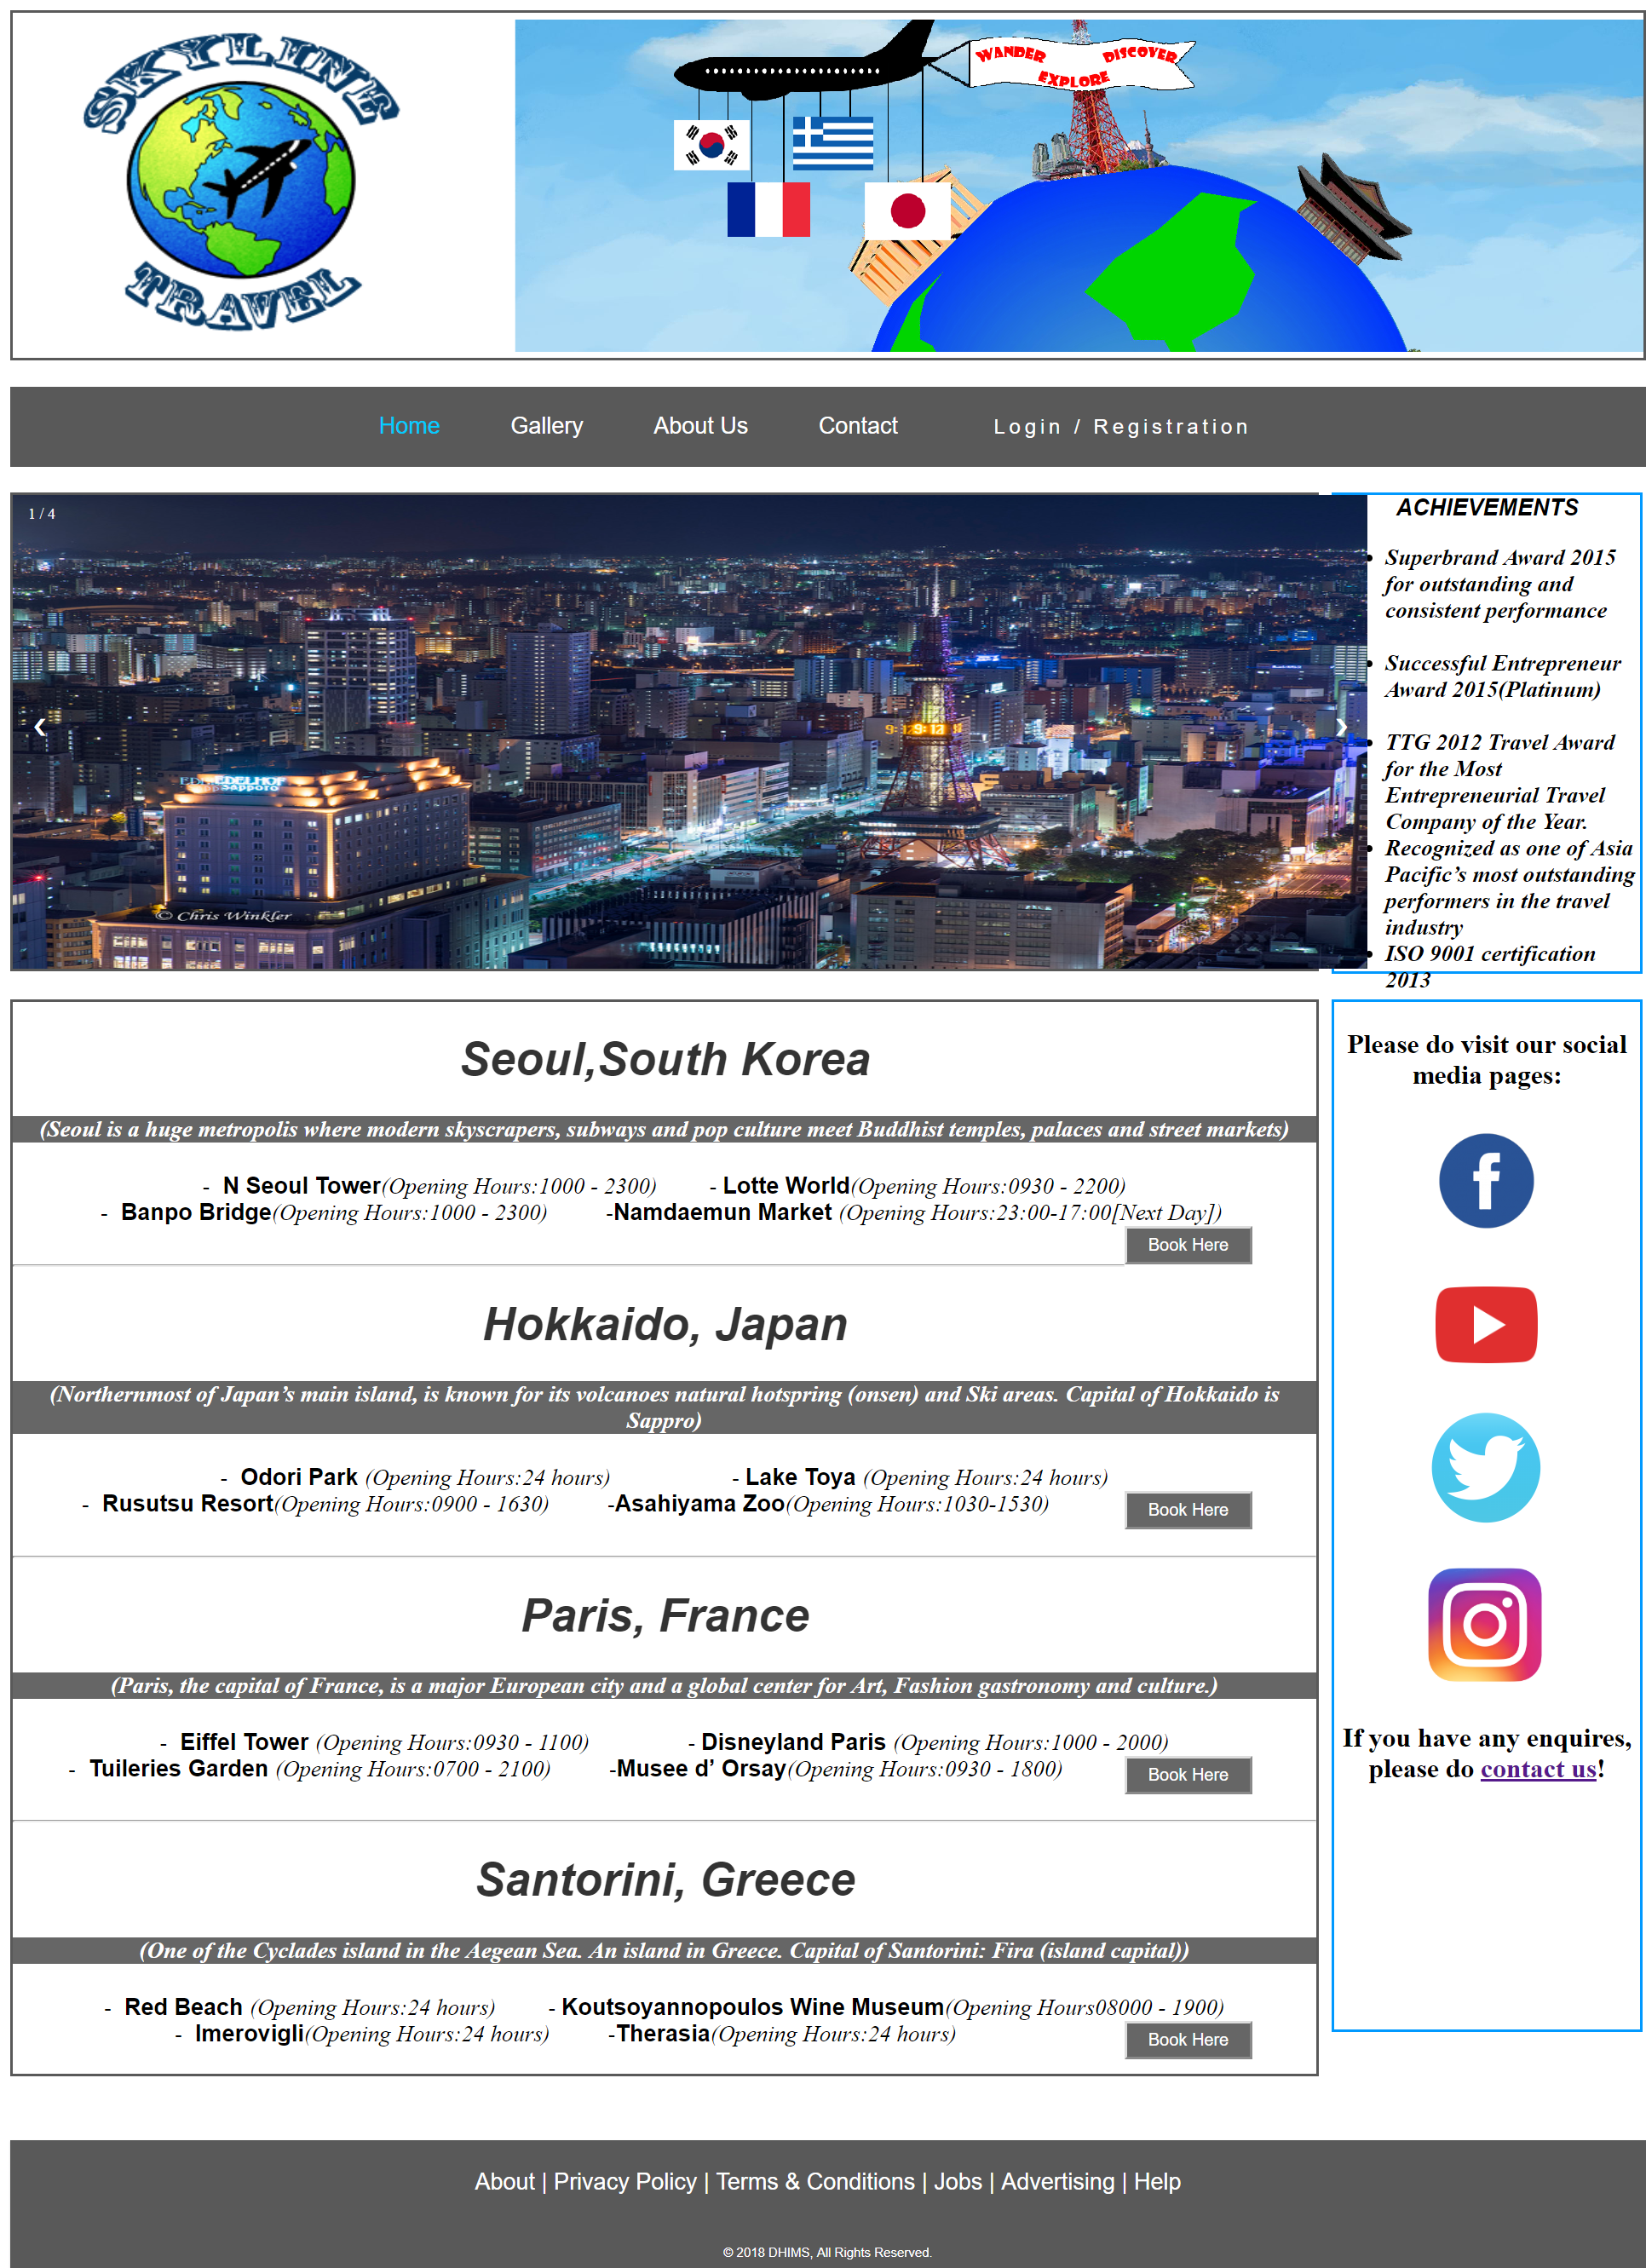 SKYLINE
TRAVEL
WANDER
DISCOVER
EXPLORE
Home
Gallery
About Us
Contact
Login / Registration
1 / 4
❮
❯
EDELHOF
Sapporo
9:13
© Chris Winkler
ACHIEVEMENTS
Superbrand Award 2015
for outstanding and
consistent performance
Successful Entrepreneur
Award 2015(Platinum)
TTG 2012 Travel Award
for the Most
Entrepreneurial Travel
Company of the Year.
Recognized as one of Asia
Pacific’s most outstanding
performers in the travel
industry
ISO 9001 certification
2013
Seoul,South Korea
(Seoul is a huge metropolis where modern skyscrapers, subways and pop culture meet Buddhist temples, palaces and street markets)
- N Seoul Tower(Opening Hours:1000 - 2300) - Lotte World(Opening Hours:0930 - 2200)
- Banpo Bridge(Opening Hours:1000 - 2300) -Namdaemun Market (Opening Hours:23:00-17:00[Next Day])
Book Here
Hokkaido, Japan
(Northernmost of Japan’s main island, is known for its volcanoes natural hotspring (onsen) and Ski areas. Capital of Hokkaido is
Sappro)
- Odori Park (Opening Hours:24 hours) - Lake Toya (Opening Hours:24 hours)
- Rusutsu Resort(Opening Hours:0900 - 1630) -Asahiyama Zoo(Opening Hours:1030-1530)
Book Here
Paris, France
(Paris, the capital of France, is a major European city and a global center for Art, Fashion gastronomy and culture.)
- Eiffel Tower (Opening Hours:0930 - 1100) - Disneyland Paris (Opening Hours:1000 - 2000)
- Tuileries Garden (Opening Hours:0700 - 2100) -Musee d’ Orsay(Opening Hours:0930 - 1800)
Book Here
Santorini, Greece
(One of the Cyclades island in the Aegean Sea. An island in Greece. Capital of Santorini: Fira (island capital))
- Red Beach (Opening Hours:24 hours) - Koutsoyannopoulos Wine Museum(Opening Hours08000 - 1900)
- Imerovigli(Opening Hours:24 hours) -Therasia(Opening Hours:24 hours)
Book Here
Please do visit our social
media pages:
If you have any enquires,
please do contact us!
About | Privacy Policy | Terms & Conditions | Jobs | Advertising | Help
© 2018 DHIMS, All Rights Reserved.